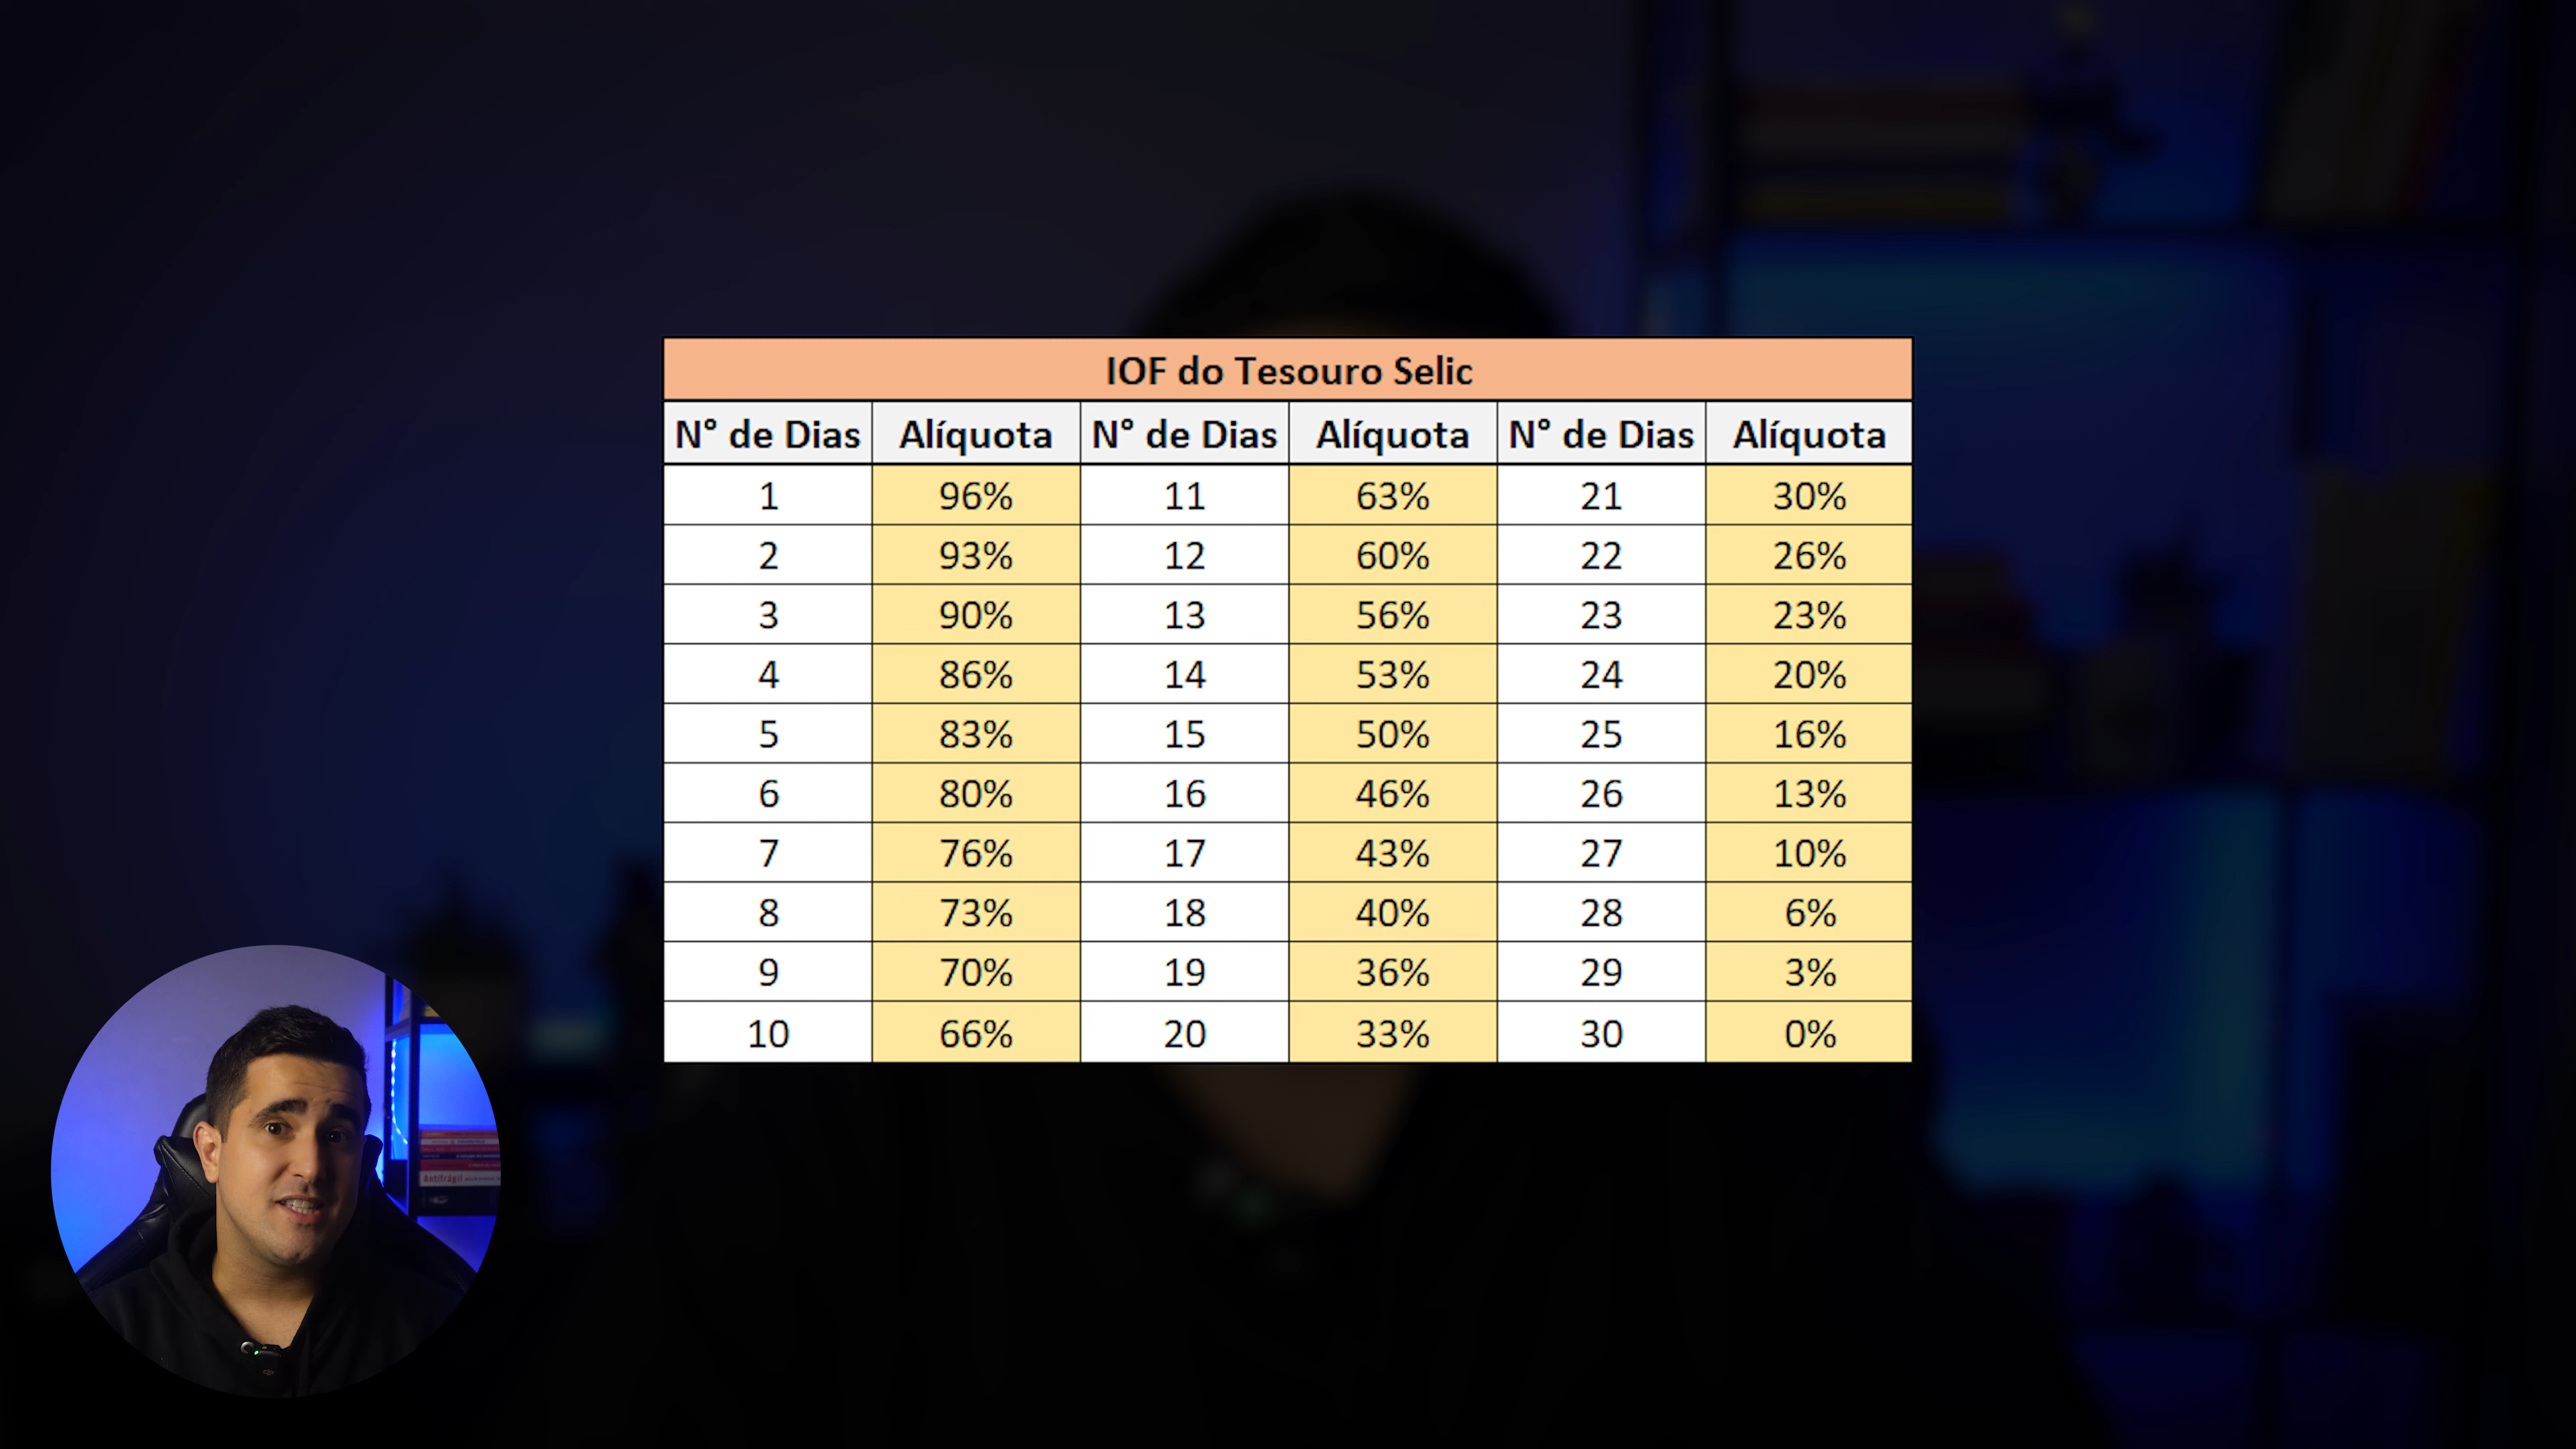 IOF do Tesouro Selic
N° de Dias Alíquota N° de Dias Alíquota N° de Dias Alíquota
1 96% 11 63% 21 30%
2 93% 12 60% 22 26%
3 90% 13 56% 23 23%
4 86% 14 53% 24 20%
5 83% 15 50% 25 16%
6 80% 16 46% 26 13%
7 76% 17 43% 27 10%
8 73% 18 40% 28 6%
9 70% 19 36% 29 3%
10 66% 20 33% 30 0%
Antifrágil